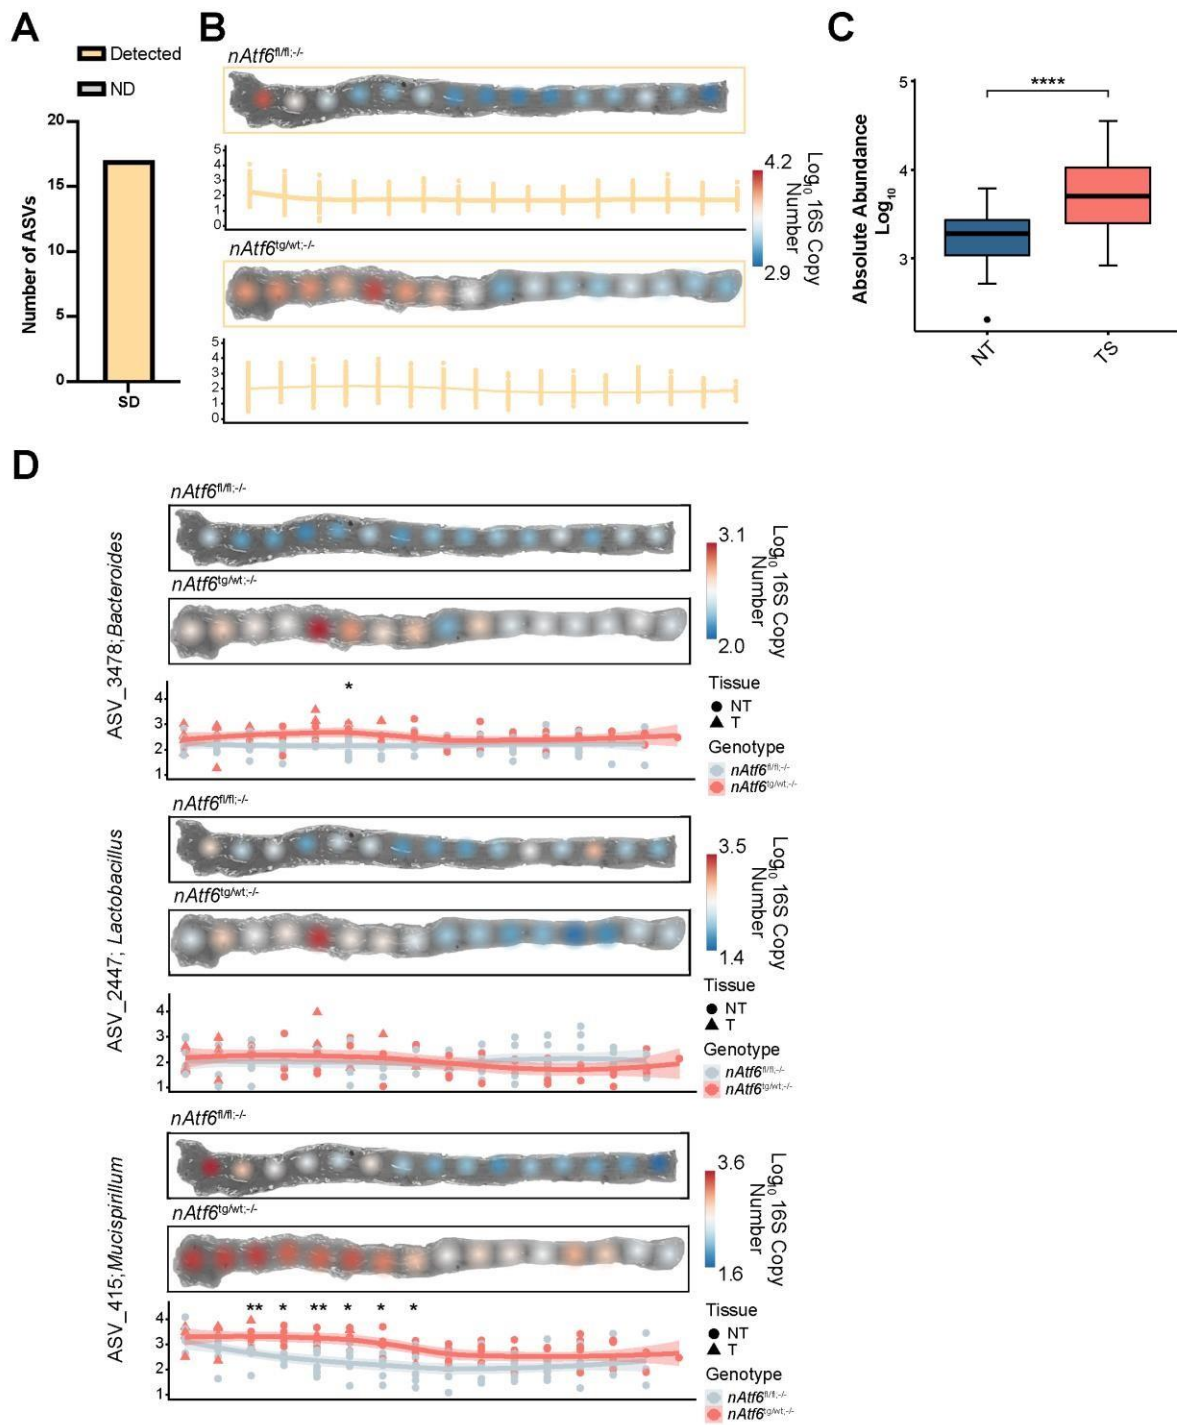 A
B
C
Detected
ND
20
15
10
5
0
Number of ASVs
SD
nAtf6fl/fl;-/-
5
4
3
2
1
0
nAtf6tg/wt;-/-
5
4
3
2
1
0
4.2
2.9
Log10 16S Copy
Number
5
4
3
Absolute Abundance
Log10
****
NT
TS
D
ASV_3478;Bacteroides
nAtf6fl/fl;-/-
nAtf6tg/wt;-/-
3.1
2.0
Log10 16S Copy
Number
*
4
3
2
1
Tissue
NT
T
Genotype
nAtf6fl/fl;-/-
nAtf6tg/wt;-/-
ASV_2447; Lactobacillus
nAtf6fl/fl;-/-
nAtf6tg/wt;-/-
3.5
1.4
Log10 16S Copy
Number
4
3
2
1
Tissue
NT
T
Genotype
nAtf6fl/fl;-/-
nAtf6tg/wt;-/-
ASV_415;Mucispirillum
nAtf6fl/fl;-/-
nAtf6tg/wt;-/-
3.6
1.6
Log10 16S Copy
Number
** * ** * * *
4
3
2
1
Tissue
NT
T
Genotype
nAtf6fl/fl;-/-
nAtf6tg/wt;-/-